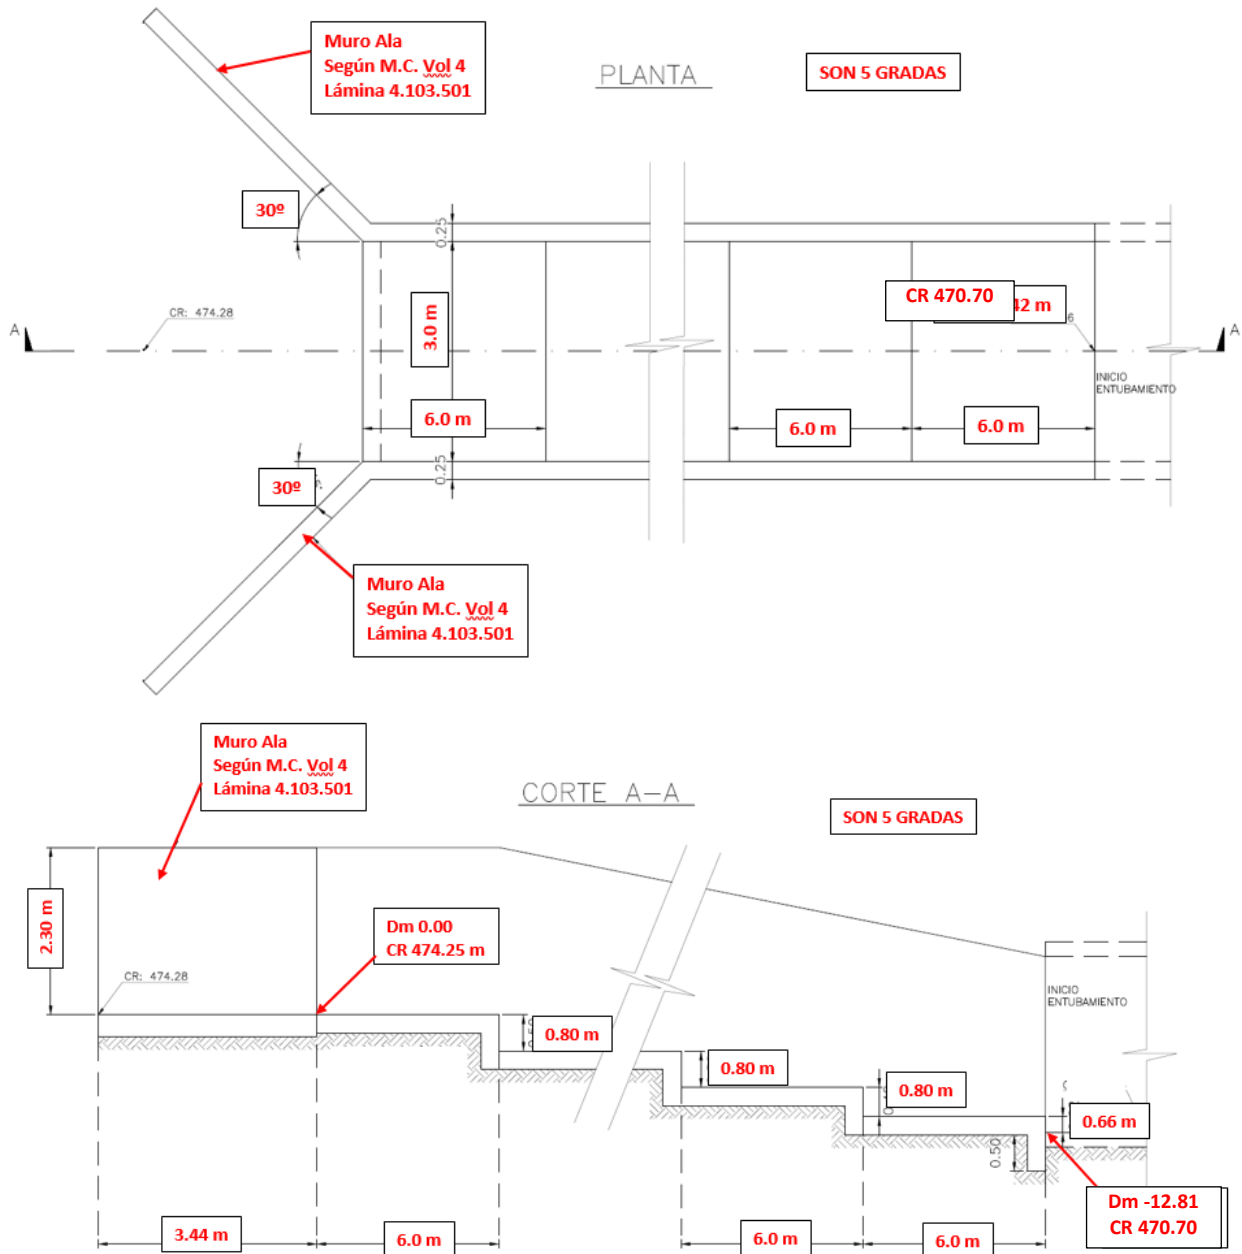 Muro Ala
Según M.C. Vol 4
Lámina 4.103.501
PLANTA
SON 5 GRADAS
30º
0.25
CR: 474.28
3.0 m
CR 470.70
42 m
6
A
A
INICIO
ENTUBAMIENTO
6.0 m
6.0 m
6.0 m
0.25
30º
Muro Ala
Según M.C. Vol 4
Lámina 4.103.501
Muro Ala
Según M.C. Vol 4
Lámina 4.103.501
CORTE A-A
SON 5 GRADAS
2.30 m
Dm 0.00
CR 474.25 m
CR: 474.28
INICIO
ENTUBAMIENTO
0.80 m
0.80 m
0.80 m
0.66 m
0.50
Dm -12.81
CR 470.70
3.44 m
6.0 m
6.0 m
6.0 m